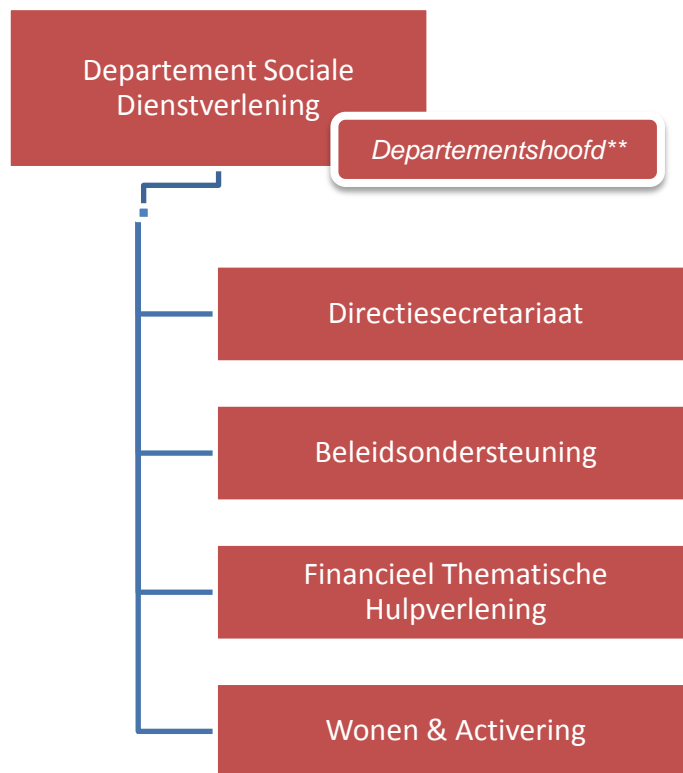 Departement Sociale
Dienstverlening
Departementshoofd**
Directiesecretariaat
Beleidsondersteuning
Financieel Thematische
Hulpverlening
Wonen & Activering